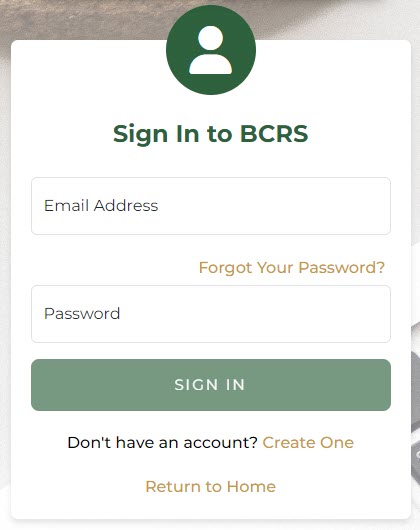 Sign In to BCRS
Email Address
Forgot Your Password?
Password
SIGN IN
Don't have an account? Create One
Return to Home